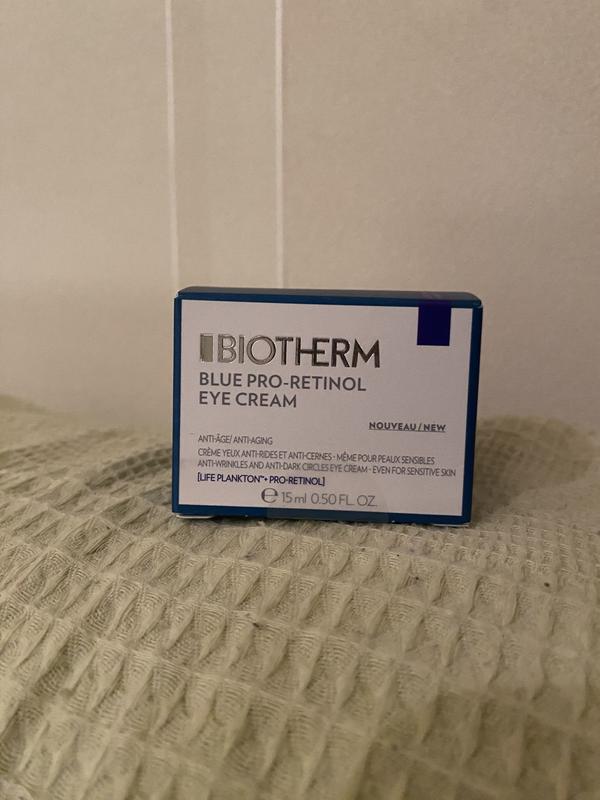 BIOTHERM
BLUE PRO-RETINOL
EYE CREAM
NOUVEAU/NEW
ANTI-ÂGE/ ANTI-AGING
CRÈME YEUX ANTI-RIDES ET ANTI-CERNES - MÊME POUR PEAUX SENSIBLES
ANTI-WRINKLES AND ANTI-DARK CIRCLES EYE CREAM - EVEN FOR SENSITIVE SKIN
[LIFE PLANKTON™+ PRO-RETINOL]
℮ 15 ml 0.50 FL. OZ.